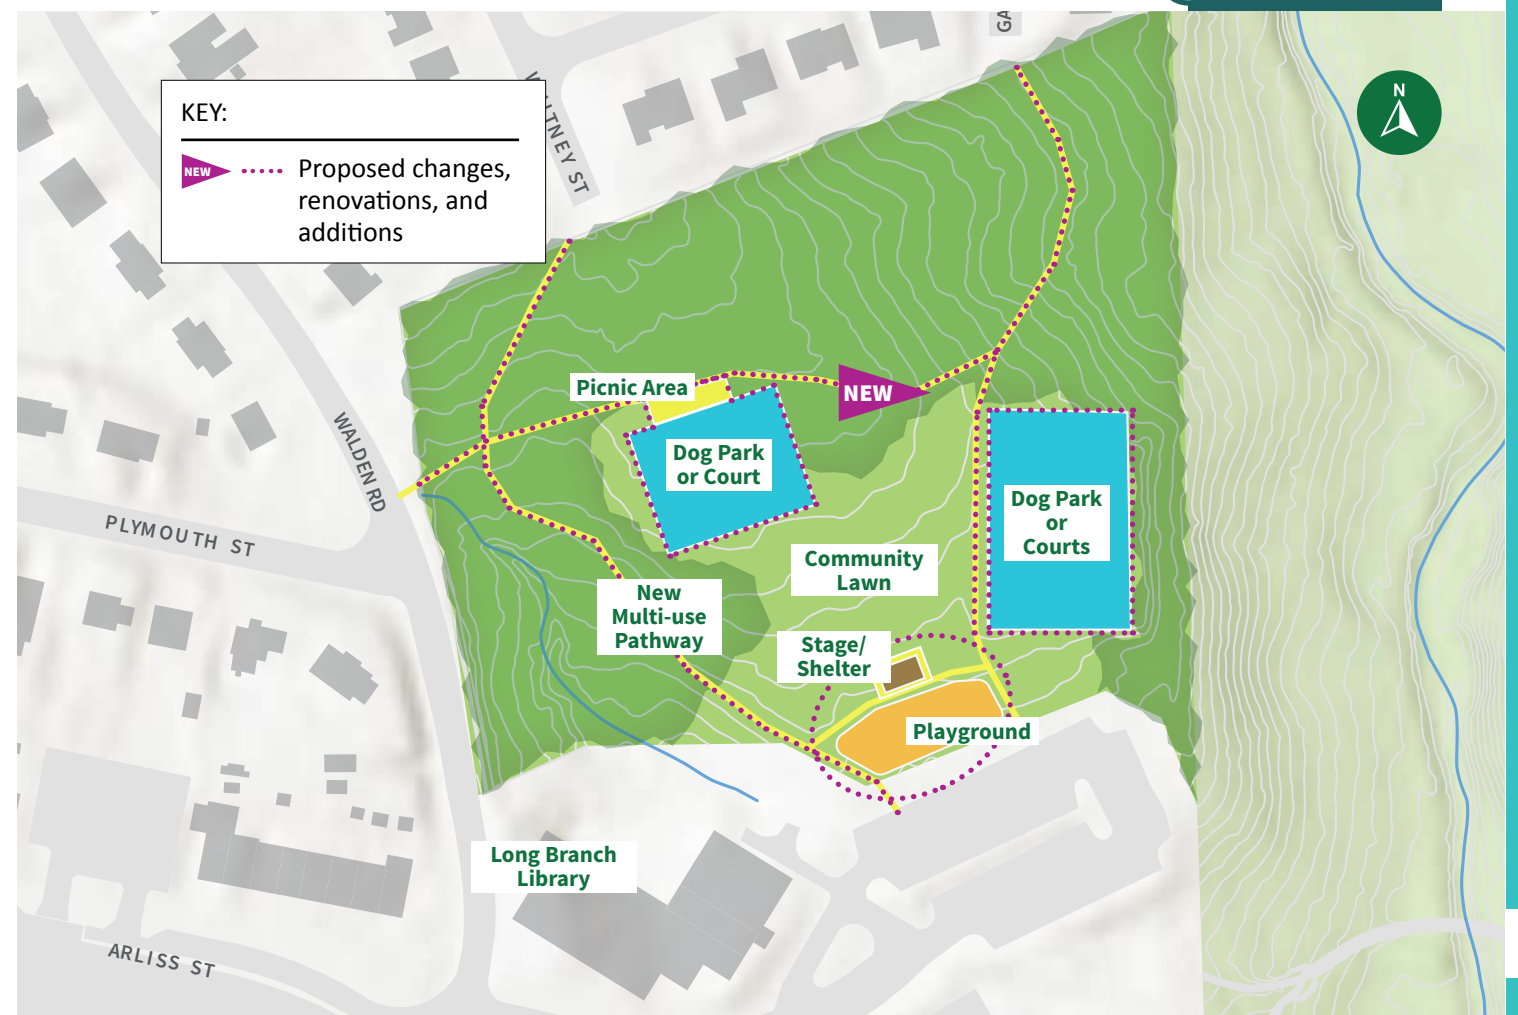 GA
N
KEY:
NEW
Proposed changes,
renovations, and
additions
ST
WALDEN RD
PLYMOUTH ST
Picnic Area
NEW
Dog Park
or Court
Dog Park
or
Courts
Community
Lawn
New
Multi-use
Pathway
Stage/
Shelter
Playground
Long Branch
Library
ARLISS ST